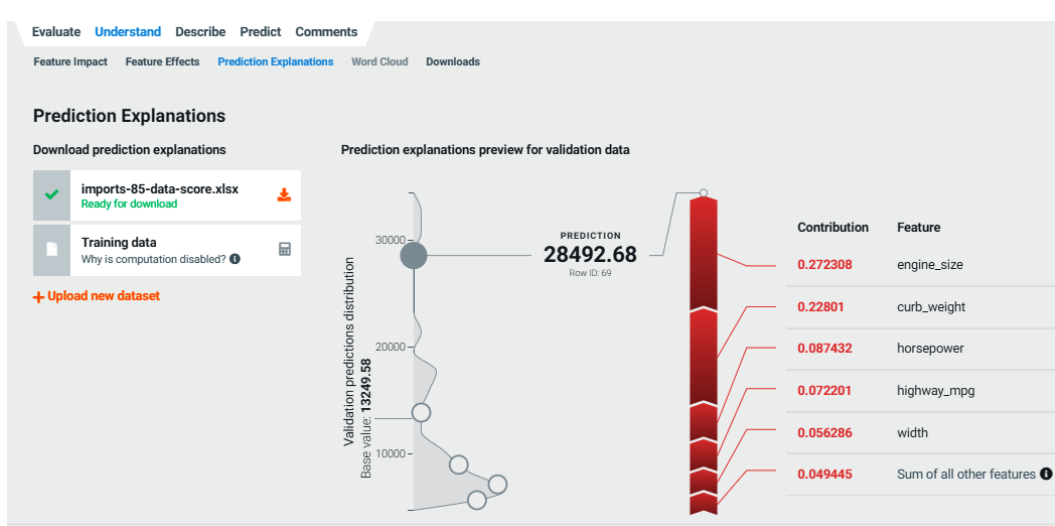 Evaluate Understand Describe Predict Comments
Feature Impact Feature Effects Prediction Explanations Word Cloud Downloads
Prediction Explanations
Download prediction explanations
imports-85-data-score.xlsx
Ready for download
Training data
Why is computation disabled?
+ Upload new dataset
Prediction explanations preview for validation data
Validation predictions distribution
Base value: 13249.58
30000
20000
10000
PREDICTION
28492.68
Row ID: 69
Contribution Feature
0.272308 engine_size
0.22801 curb_weight
0.087432 horsepower
0.072201 highway_mpg
0.056286 width
0.049445 Sum of all other features